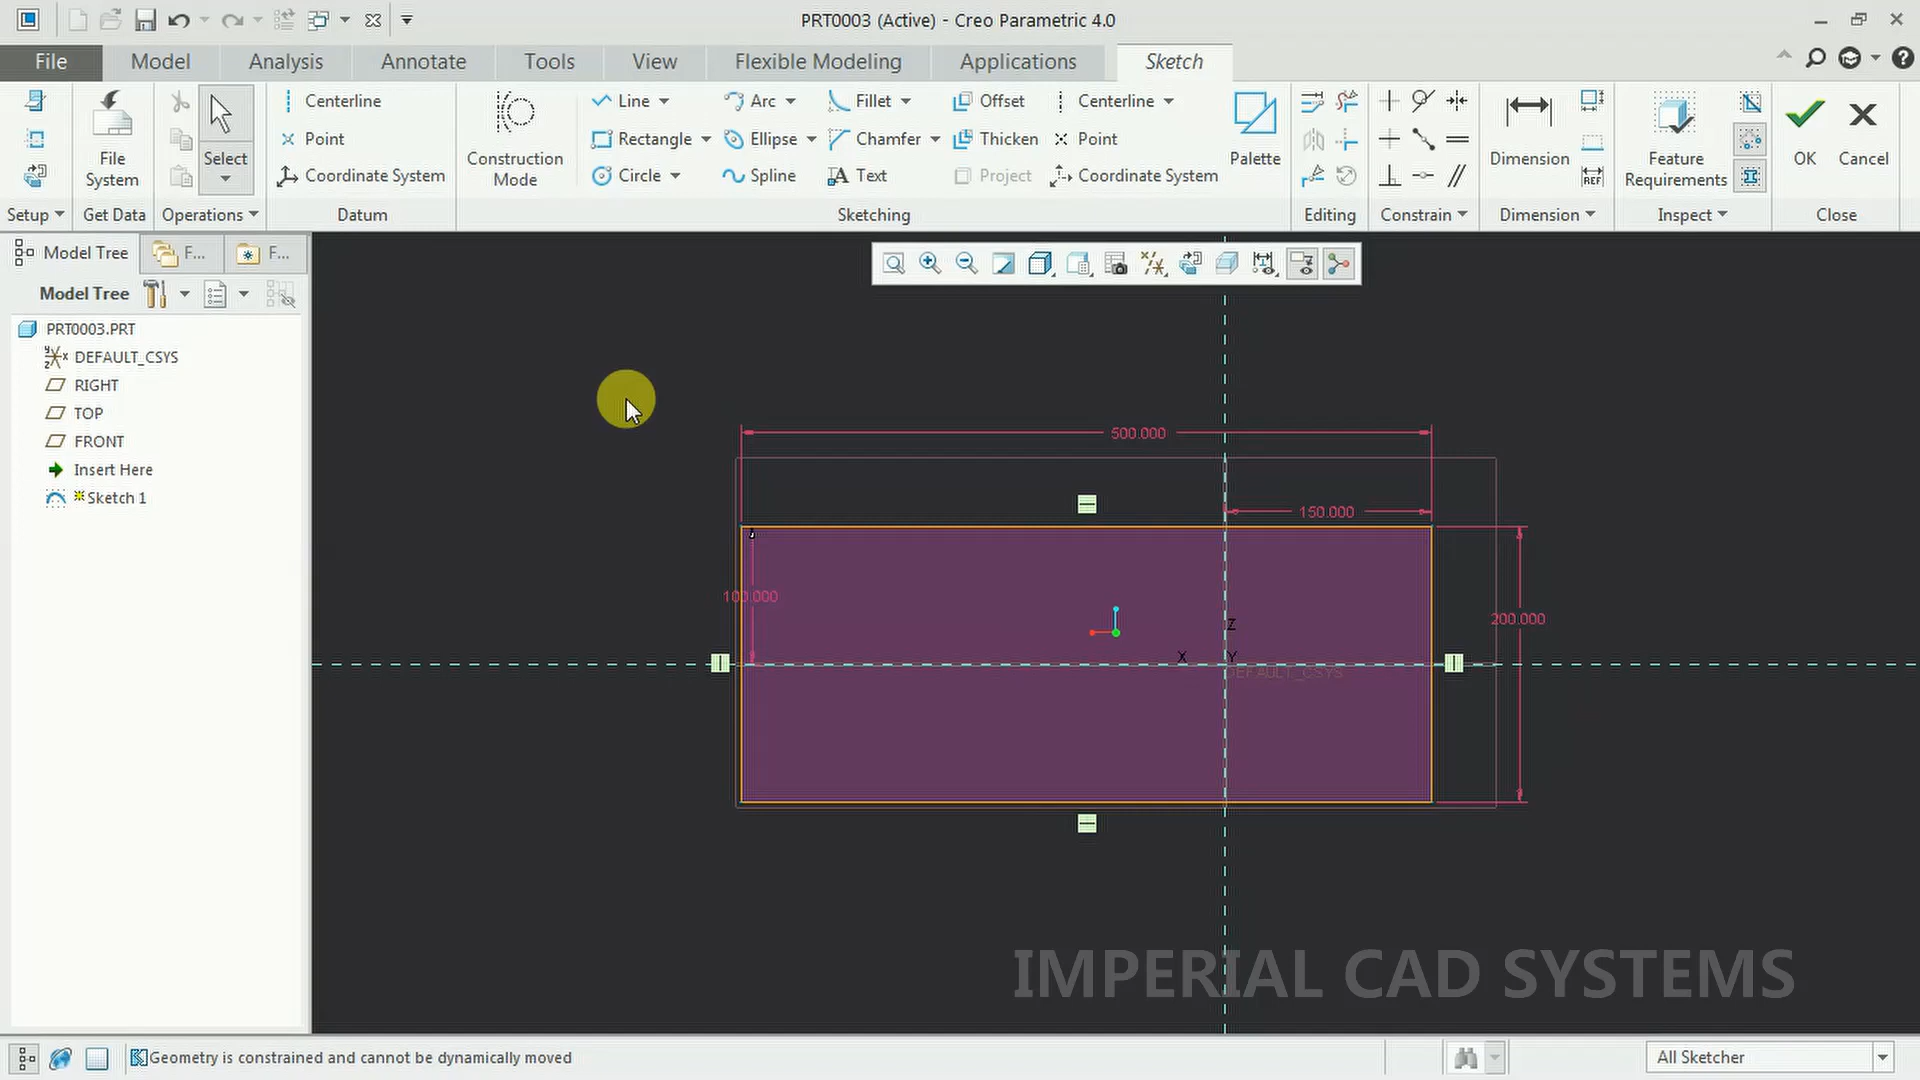 PRT0003 (Active) - Creo Parametric 4.0
File Model Analysis Annotate Tools View Flexible Modeling Applications Sketch
Centerline Line Arc Fillet Offset Centerline
Point Rectangle Ellipse Chamfer Thicken Point
Coordinate System Circle Spline Text Project Coordinate System
File System
Select
Construction Mode
Palette
Dimension
REF
Feature Requirements
OK
Cancel
Setup Get Data Operations Datum Sketching Editing Constrain Dimension Inspect Close
Model Tree F... F...
Model Tree
PRT0003.PRT
DEFAULT_CSYS
RIGHT
TOP
FRONT
Insert Here
Sketch 1
500.000
150.000
100.000
200.000
Z
X Y
DEFAULT_CSYS
IMPERIAL CAD SYSTEMS
Geometry is constrained and cannot be dynamically moved
All Sketcher